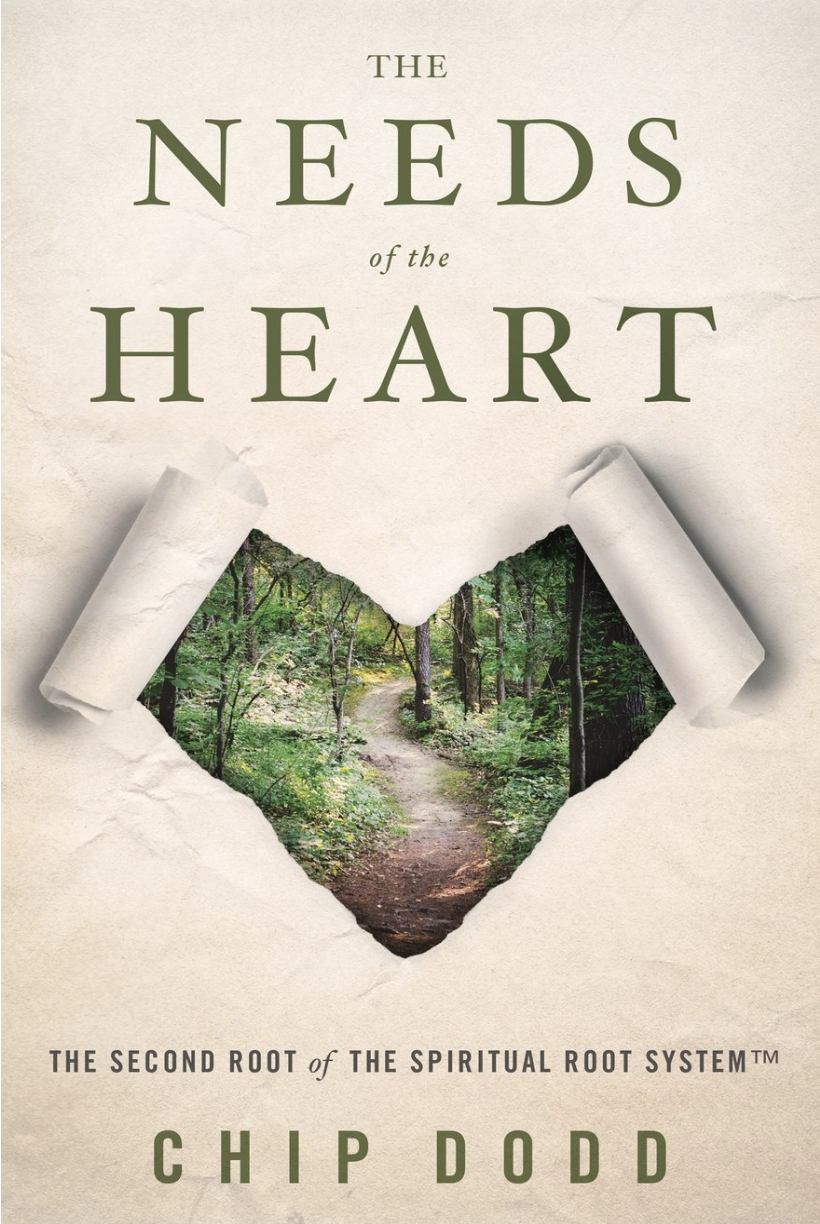 THE
NEEDS
of the
HEART
THE SECOND ROOT of THE SPIRITUAL ROOT SYSTEM™
CHIP DODD